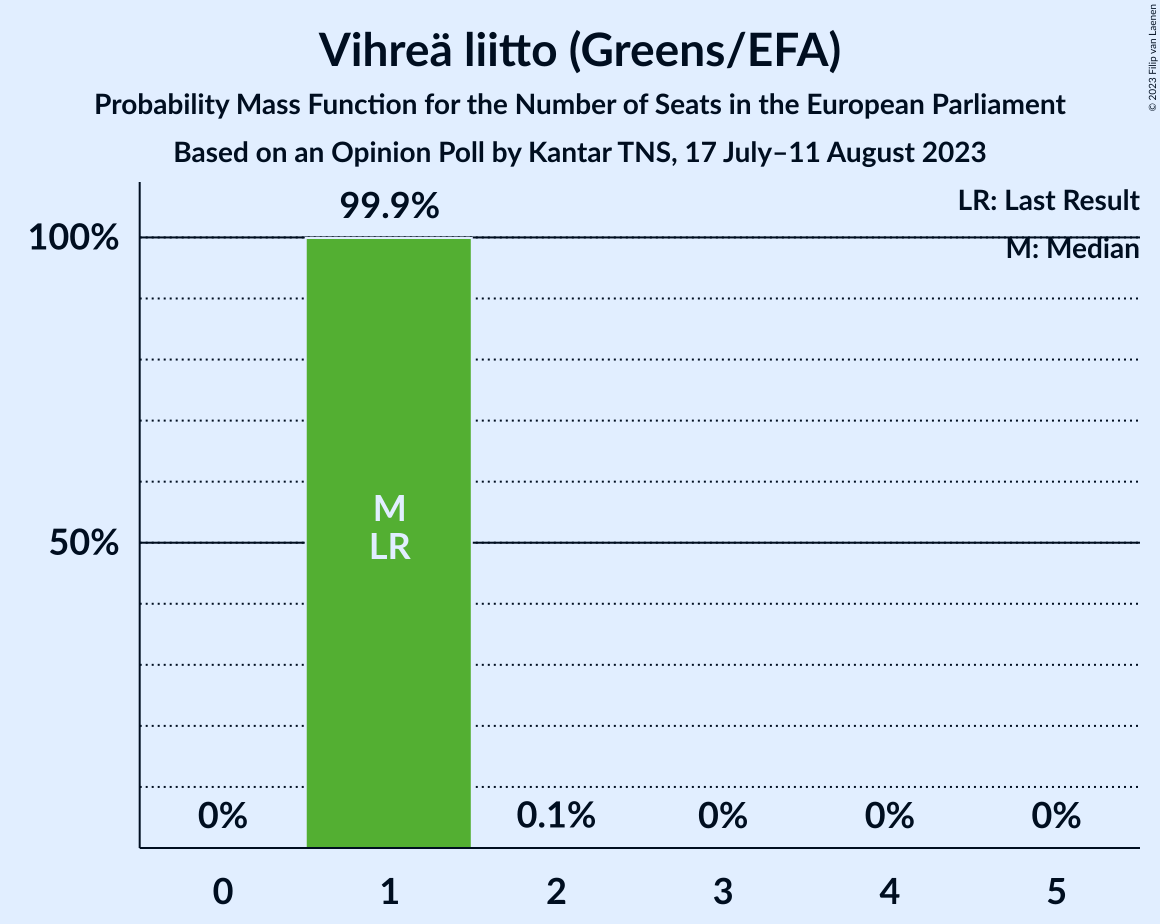 Vihreä liitto (Greens/EFA)
Probability Mass Function for the Number of Seats in the European Parliament
Based on an Opinion Poll by Kantar TNS, 17 July–11 August 2023
© 2023 Filip van Laenen
LR: Last Result
M: Median
99.9%
100%
M
50%
LR
0%
0.1%
0%
0%
0%
0
1
2
3
4
5